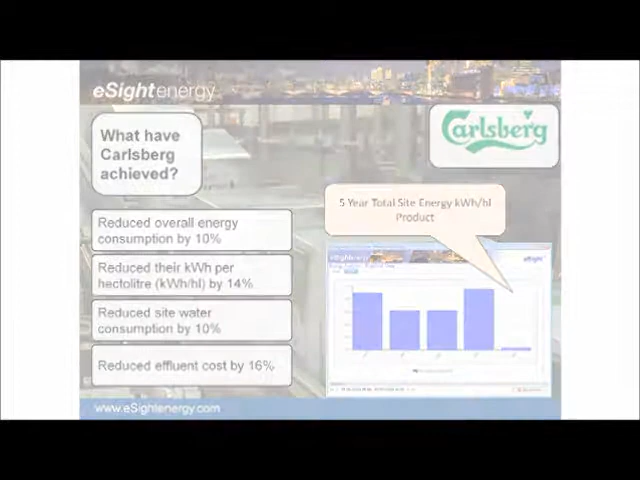 eSightenergy
What have
Carlsberg
achieved?
Carlsberg
5 Year Total Site Energy kWh/hl
Product
Reduced overall energy
consumption by 10%
Reduced their kWh per
hectolitre (kWh/hl) by 14%
Reduced site water
consumption by 10%
Reduced effluent cost by 16%
eSight
www.eSightenergy.com